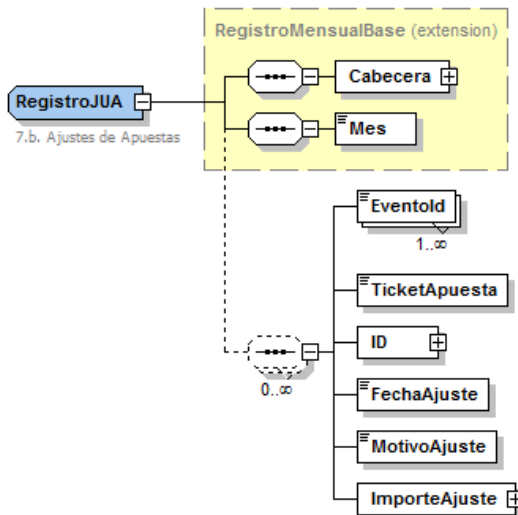 RegistroMensualBase (extension)
Cabecera
RegistroJUA
7.b. Ajustes de Apuestas
Mes
EventoId
1..∞
TicketApuesta
ID
0..∞
FechaAjuste
MotivoAjuste
ImporteAjuste